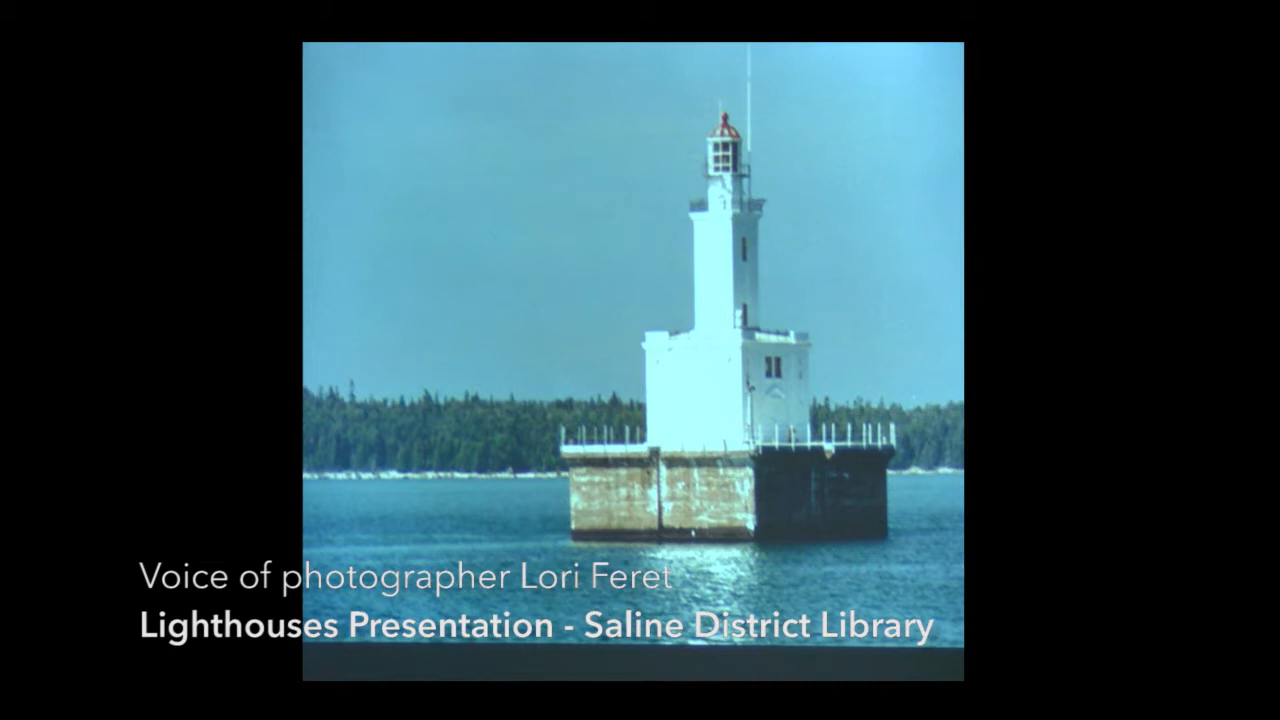 Voice of photographer Lori Feret
Lighthouses Presentation - Saline District Library